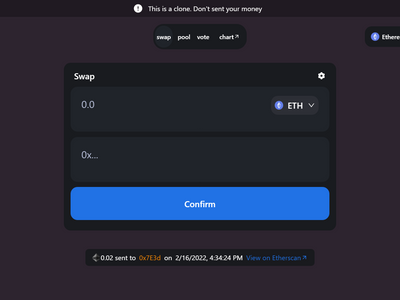 This is a clone. Don't sent your money
swap pool vote chart↗
Ethere
Swap
0.0 ETH
0x...
Confirm
0.02 sent to 0x7E3d on 2/16/2022, 4:34:24 PM View on Etherscan↗